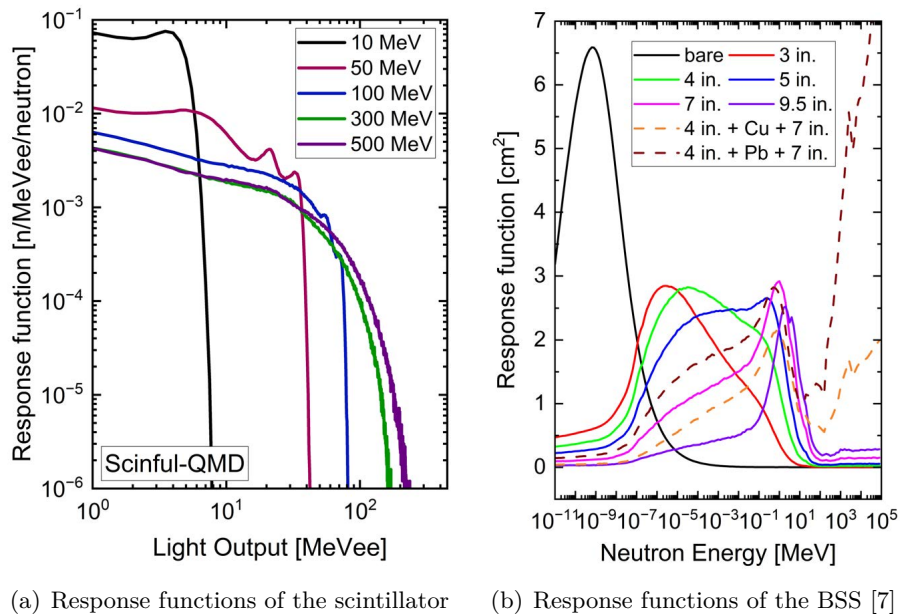 Response function [n/MeVee/neutron]
10⁻¹
10⁻²
10⁻³
10⁻⁴
10⁻⁵
10⁻⁶
10 MeV
50 MeV
100 MeV
300 MeV
500 MeV
Scinful-QMD
10⁰ 10¹ 10²
Light Output [MeVee]
(a) Response functions of the scintillator
Response function [cm²]
7
6
5
4
3
2
1
0
bare 3 in.
4 in. 5 in.
7 in. 9.5 in.
4 in. + Cu + 7 in.
4 in. + Pb + 7 in.
10⁻¹¹ 10⁻⁹ 10⁻⁷ 10⁻⁵ 10⁻³ 10⁻¹ 10¹ 10³ 10⁵
Neutron Energy [MeV]
(b) Response functions of the BSS [7]